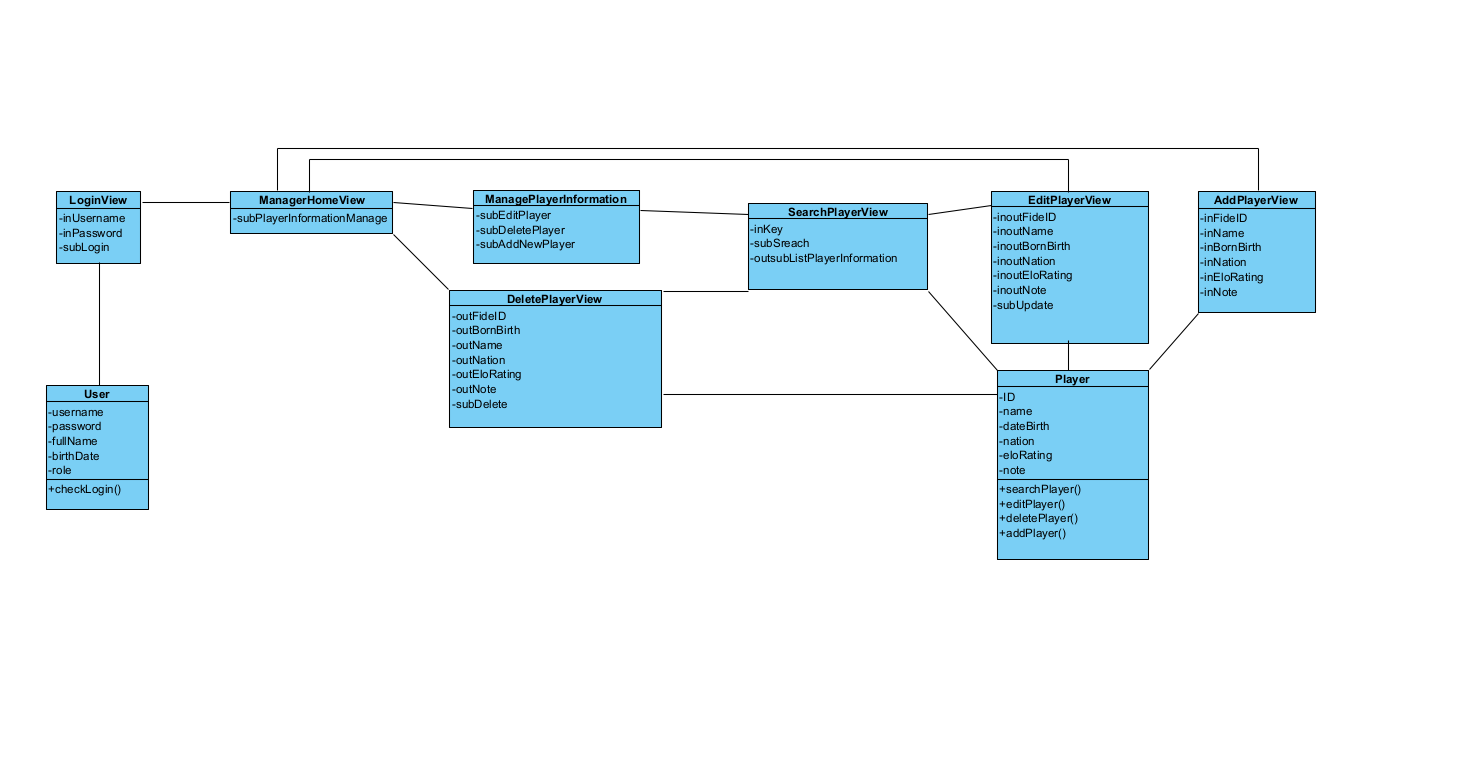 LoginView
-inUsername
-inPassword
-subLogin
ManagerHomeView
-subPlayerInformationManage
ManagePlayerInformation
-subEditPlayer
-subDeletePlayer
-subAddNewPlayer
SearchPlayerView
-inKey
-subSreach
-outsubListPlayerInformation
EditPlayerView
-inoutFideID
-inoutName
-inoutBornBirth
-inoutNation
-inoutEloRating
-inoutNote
-subUpdate
AddPlayerView
-inFideID
-inName
-inBornBirth
-inNation
-inEloRating
-inNote
DeletePlayerView
-outFideID
-outBornBirth
-outName
-outNation
-outEloRating
-outNote
-subDelete
User
-username
-password
-fullName
-birthDate
-role
+checkLogin()
Player
-ID
-name
-dateBirth
-nation
-eloRating
-note
+searchPlayer()
+editPlayer()
+deletePlayer()
+addPlayer()